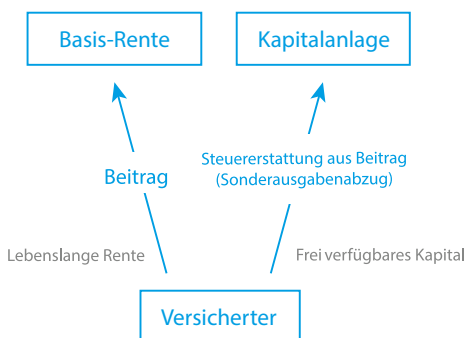 Basis-Rente
Kapitalanlage
Beitrag
Steuererstattung aus Beitrag
(Sonderausgabenabzug)
Lebenslange Rente
Frei verfügbares Kapital
Versicherter